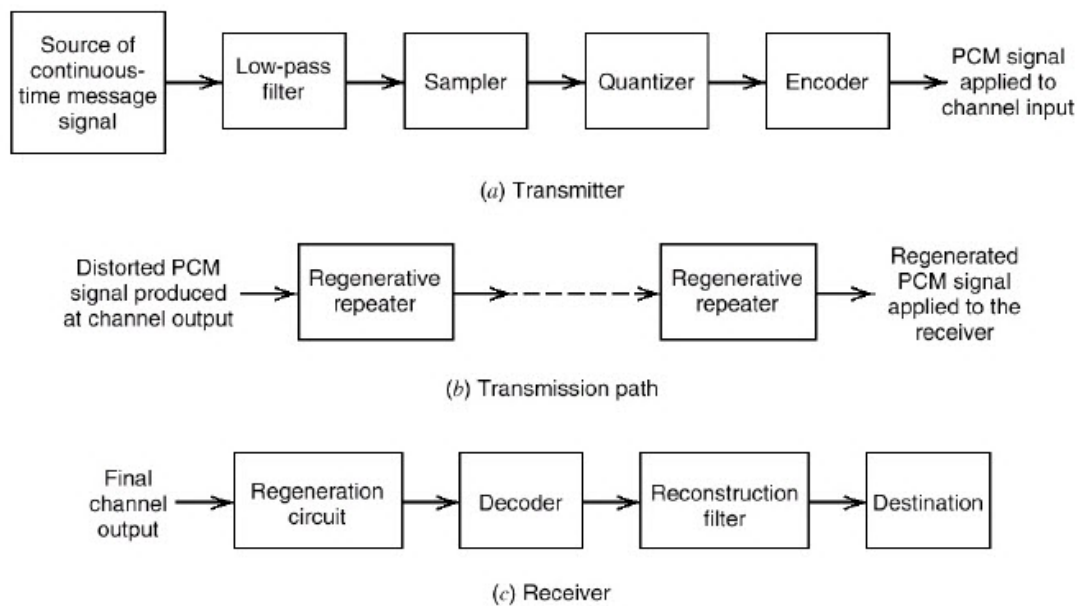 Source of
continuous-
time message
signal
Low-pass
filter
Sampler
Quantizer
Encoder
PCM signal
applied to
channel input
(a) Transmitter
Distorted PCM
signal produced
at channel output
Regenerative
repeater
Regenerative
repeater
Regenerated
PCM signal
applied to the
receiver
(b) Transmission path
Final
channel
output
Regeneration
circuit
Decoder
Reconstruction
filter
Destination
(c) Receiver